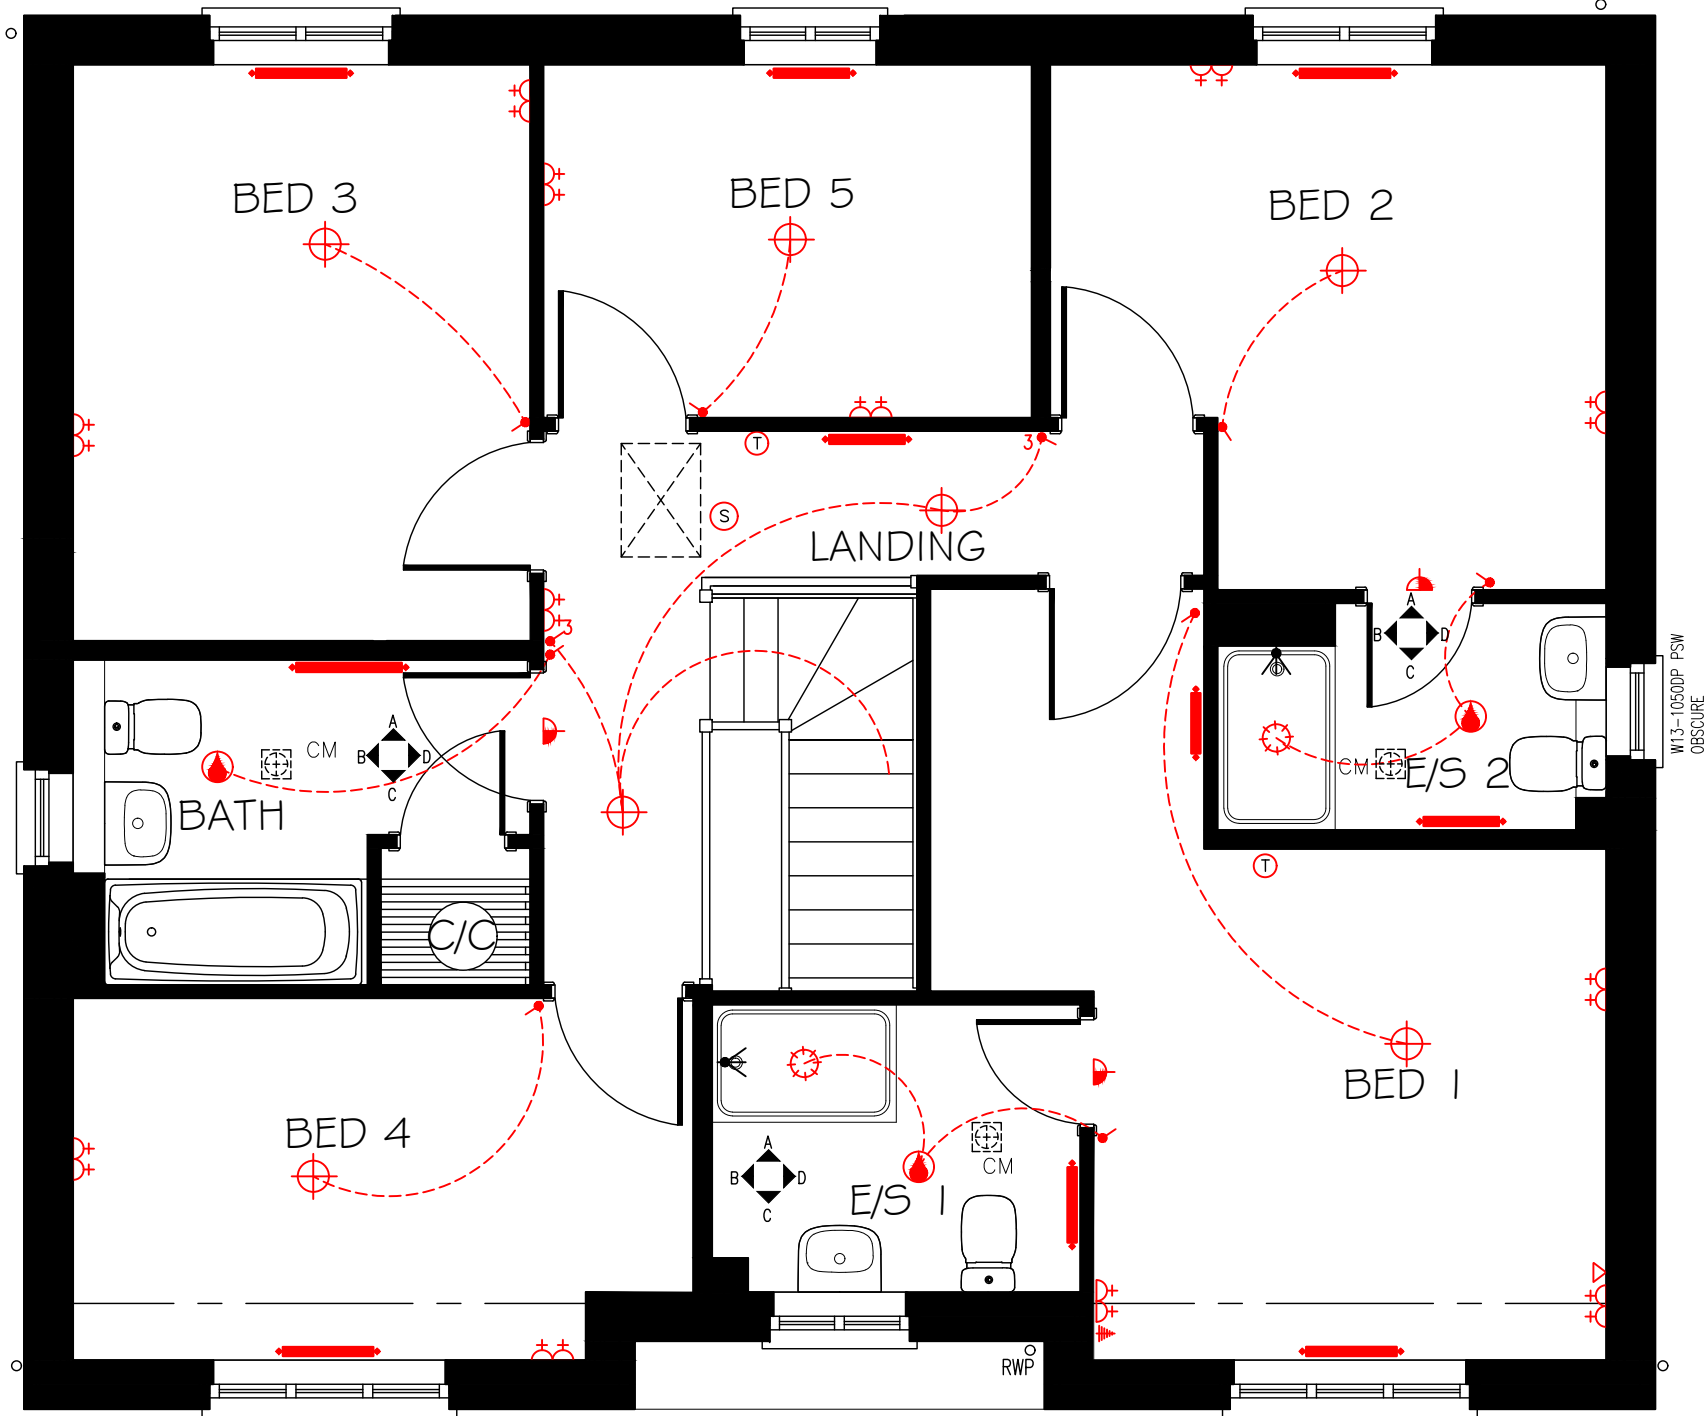 BED 3
BED 5
BED 2
T
3
S
LANDING
3
A
B
D
C
W13-1050DP PSW
OBSCURE
CM
A
B
D
C
CM
E/S 2
BATH
T
C/C
BED 1
BED 4
A
B
D
C
CM
E/S 1
RWP